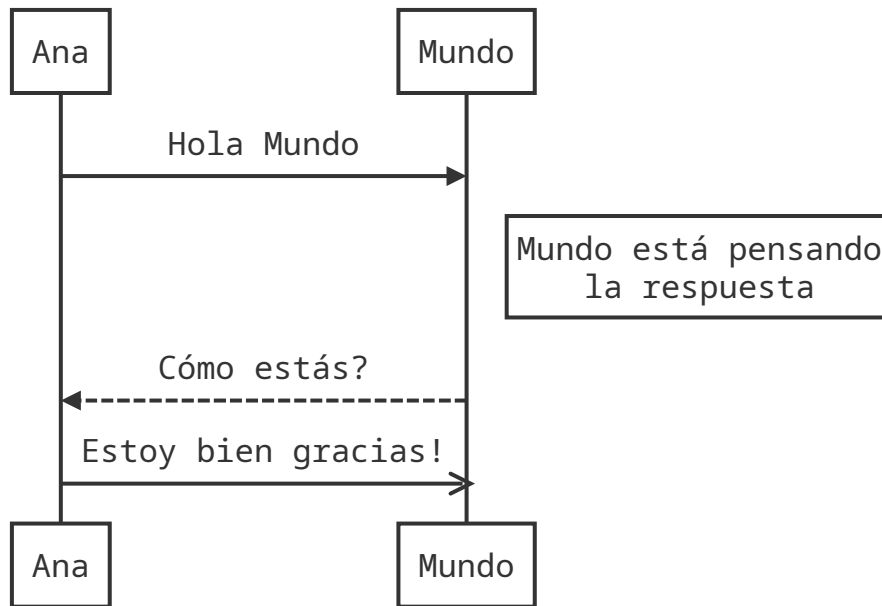 Ana
Mundo
Hola Mundo
Mundo está pensando
la respuesta
Cómo estás?
Estoy bien gracias!
Ana
Mundo